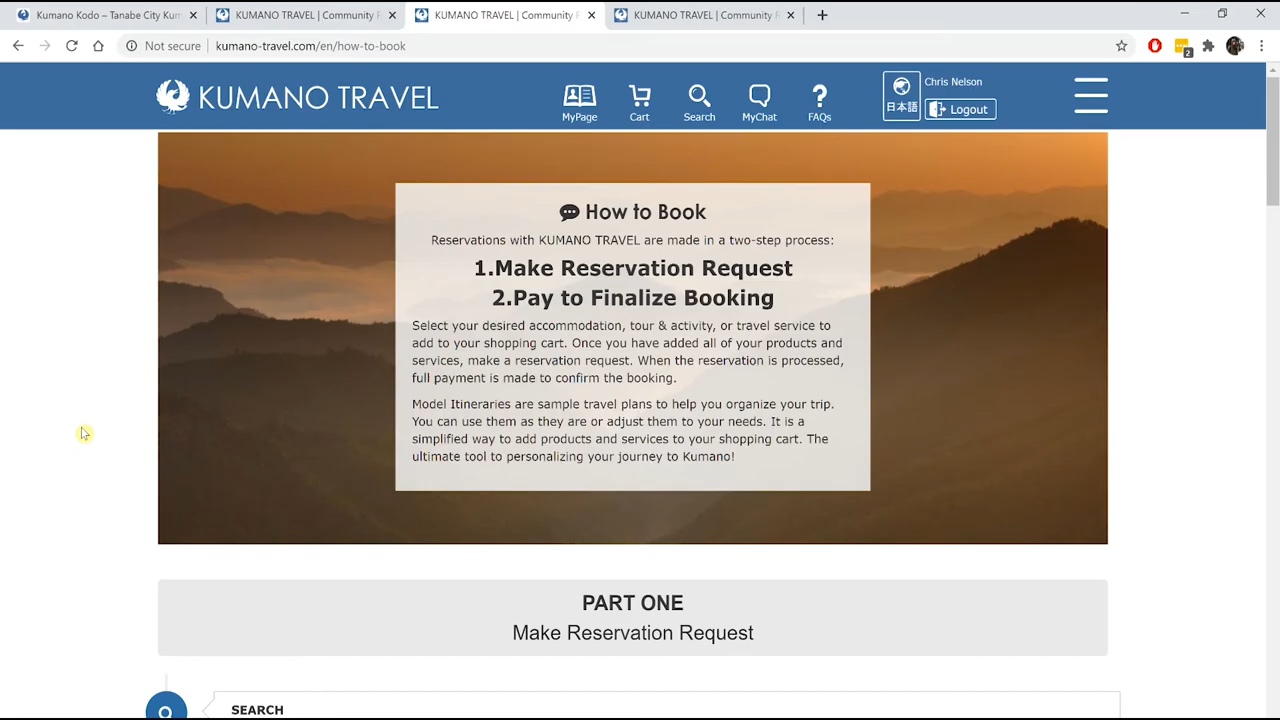 Kumano Kodo – Tanabe City Kum
KUMANO TRAVEL | Community R
KUMANO TRAVEL | Community R
KUMANO TRAVEL | Community R
Not secure
kumano-travel.com/en/how-to-book
2
KUMANO TRAVEL
MyPage
Cart
Search
MyChat
FAQs
日本語
Chris Nelson
Logout
How to Book
Reservations with KUMANO TRAVEL are made in a two-step process:
1.Make Reservation Request
2.Pay to Finalize Booking
Select your desired accommodation, tour & activity, or travel service to
add to your shopping cart. Once you have added all of your products and
services, make a reservation request. When the reservation is processed,
full payment is made to confirm the booking.
Model Itineraries are sample travel plans to help you organize your trip.
You can use them as they are or adjust them to your needs. It is a
simplified way to add products and services to your shopping cart. The
ultimate tool to personalizing your journey to Kumano!
PART ONE
Make Reservation Request
SEARCH